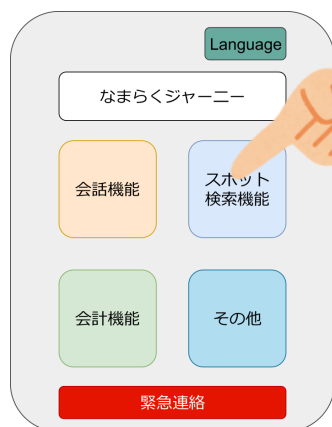 Language
なまらくジャーニー
会話機能
スポット
検索機能
会計機能
その他
緊急連絡